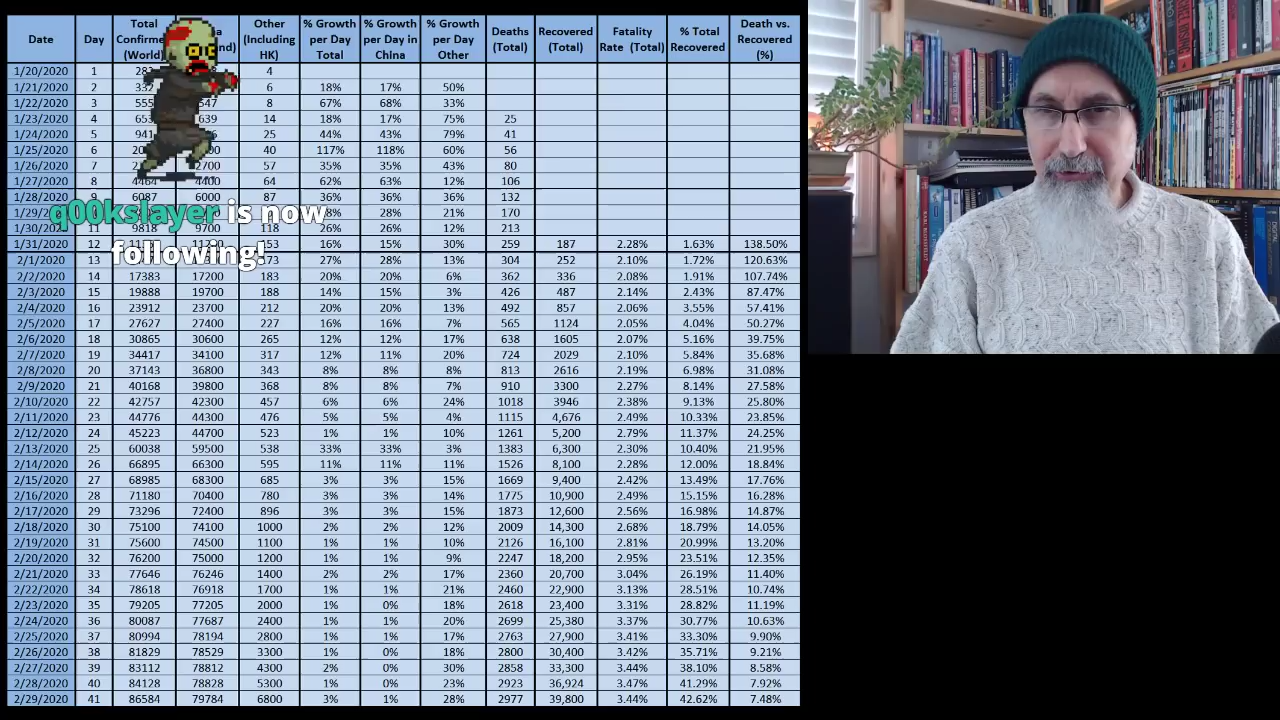 Date Day Total Confirmed (World) Other (Including HK) % Growth per Day Total % Growth per Day in China % Growth per Day Other Deaths (Total) Recovered (Total) Fatality Rate (Total) % Total Recovered Death vs. Recovered (%)
1/20/2020 1 4
1/21/2020 2 332 6 18% 17% 50%
1/22/2020 3 555 547 8 67% 68% 33%
1/23/2020 4 653 639 14 18% 17% 75% 25
1/24/2020 5 941 25 44% 43% 79% 41
1/25/2020 6 40 117% 118% 60% 56
1/26/2020 7 2700 57 35% 35% 43% 80
1/27/2020 8 4464 4400 64 62% 63% 12% 106
1/28/2020 6087 6000 87 36% 36% 36% 132
28% 21% 170
q00kslayer is now
1/30/2020 11 9818 9700 118 26% 26% 12% 213
1/31/2020 12 153 16% 15% 30% 259 187 2.28% 1.63% 138.50%
following!
2/1/2020 13 173 27% 28% 13% 304 252 2.10% 1.72% 120.63%
2/2/2020 14 17383 17200 183 20% 20% 6% 362 336 2.08% 1.91% 107.74%
2/3/2020 15 19888 19700 188 14% 15% 3% 426 487 2.14% 2.43% 87.47%
2/4/2020 16 23912 23700 212 20% 20% 13% 492 857 2.06% 3.55% 57.41%
2/5/2020 17 27627 27400 227 16% 16% 7% 565 1124 2.05% 4.04% 50.27%
2/6/2020 18 30865 30600 265 12% 12% 17% 638 1605 2.07% 5.16% 39.75%
2/7/2020 19 34417 34100 317 12% 11% 20% 724 2029 2.10% 5.84% 35.68%
2/8/2020 20 37143 36800 343 8% 8% 8% 813 2616 2.19% 6.98% 31.08%
2/9/2020 21 40168 39800 368 8% 8% 7% 910 3300 2.27% 8.14% 27.58%
2/10/2020 22 42757 42300 457 6% 6% 24% 1018 3946 2.38% 9.13% 25.80%
2/11/2020 23 44776 44300 476 5% 5% 4% 1115 4,676 2.49% 10.33% 23.85%
2/12/2020 24 45223 44700 523 1% 1% 10% 1261 5,200 2.79% 11.37% 24.25%
2/13/2020 25 60038 59500 538 33% 33% 3% 1383 6,300 2.30% 10.40% 21.95%
2/14/2020 26 66895 66300 595 11% 11% 11% 1526 8,100 2.28% 12.00% 18.84%
2/15/2020 27 68985 68300 685 3% 3% 15% 1669 9,400 2.42% 13.49% 17.76%
2/16/2020 28 71180 70400 780 3% 3% 14% 1775 10,900 2.49% 15.15% 16.28%
2/17/2020 29 73296 72400 896 3% 3% 15% 1873 12,600 2.56% 16.98% 14.87%
2/18/2020 30 75100 74100 1000 2% 2% 12% 2009 14,300 2.68% 18.79% 14.05%
2/19/2020 31 75600 74500 1100 1% 1% 10% 2126 16,100 2.81% 20.99% 13.20%
2/20/2020 32 76200 75000 1200 1% 1% 9% 2247 18,200 2.95% 23.51% 12.35%
2/21/2020 33 77646 76246 1400 2% 2% 17% 2360 20,700 3.04% 26.19% 11.40%
2/22/2020 34 78618 76918 1700 1% 1% 21% 2460 22,900 3.13% 28.51% 10.74%
2/23/2020 35 79205 77205 2000 1% 0% 18% 2618 23,400 3.31% 28.82% 11.19%
2/24/2020 36 80087 77687 2400 1% 1% 20% 2699 25,380 3.37% 30.77% 10.63%
2/25/2020 37 80994 78194 2800 1% 1% 17% 2763 27,900 3.41% 33.30% 9.90%
2/26/2020 38 81829 78529 3300 1% 0% 18% 2800 30,400 3.42% 35.71% 9.21%
2/27/2020 39 83112 78812 4300 2% 0% 30% 2858 33,300 3.44% 38.10% 8.58%
2/28/2020 40 84128 78828 5300 1% 0% 23% 2923 36,924 3.47% 41.29% 7.92%
2/29/2020 41 86584 79784 6800 3% 1% 28% 2977 39,800 3.44% 42.62% 7.48%